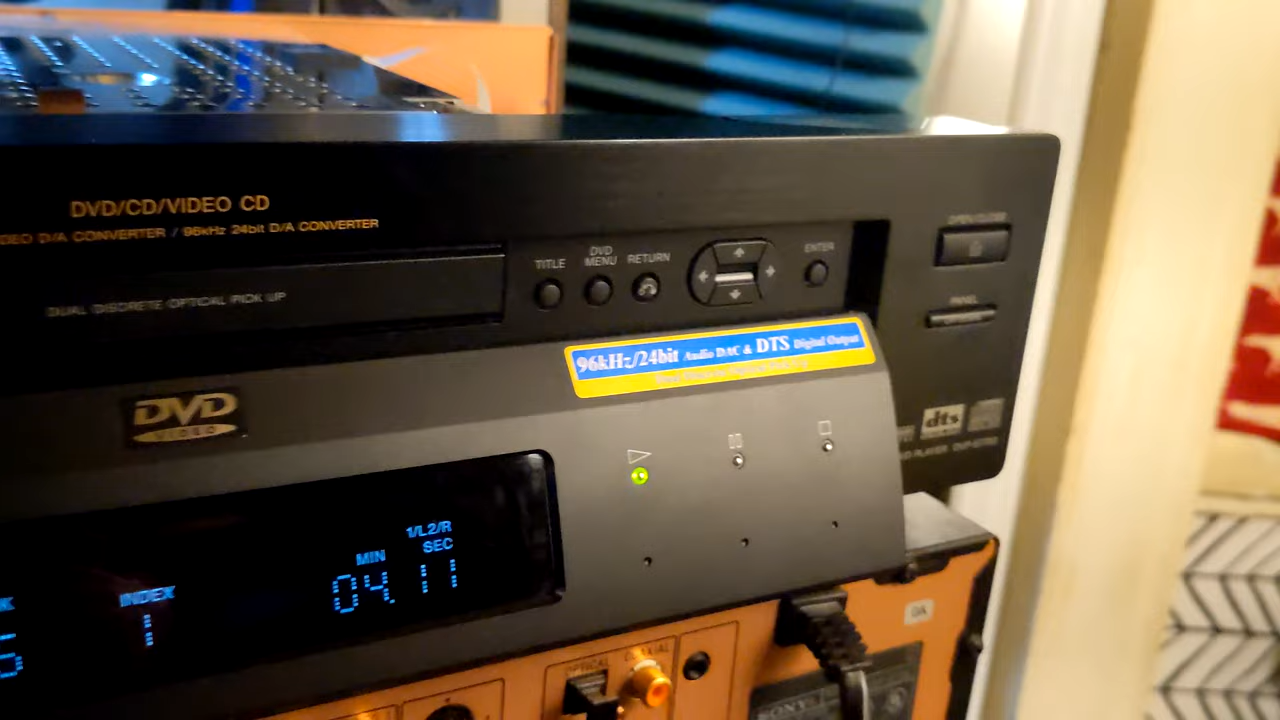 DVD/CD/VIDEO CD
DEO D/A CONVERTER / 96kHz 24bit D/A CONVERTER
DUAL DISCRETE OPTICAL PICK UP
TITLE
DVD MENU
RETURN
ENTER
OPEN/CLOSE
PANEL
96kHz/24bit Audio DAC & DTS Digital Output
DVD
VIDEO
dts
INDEX
1
MIN
1/L2/R
SEC
04 11
5
OPTICAL
COAXIAL
SONY